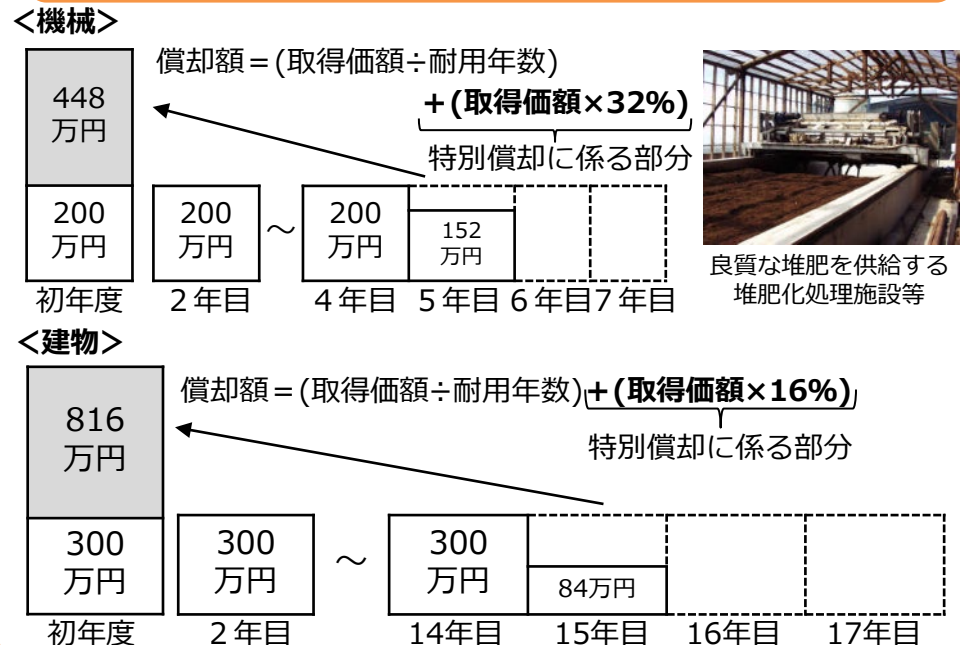 ＜機械＞
償却額＝(取得価額÷耐用年数)
＋(取得価額×32%)
特別償却に係る部分
448
万円
200
万円
200
万円
～
200
万円
152
万円
初年度
２年目
４年目
５年目
６年目
７年目
良質な堆肥を供給する
堆肥化処理施設等
＜建物＞
償却額＝(取得価額÷耐用年数)＋(取得価額×16%)
特別償却に係る部分
816
万円
300
万円
300
万円
～
300
万円
84万円
初年度
２年目
14年目
15年目
16年目
17年目